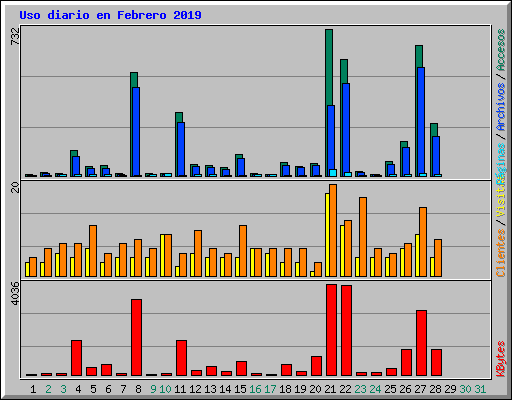 Uso diario en Febrero 2019
732
20
4036
Accesos / Archivos / Páginas
Visitas / Clientes
KBytes
1 2 3 4 5 6 7 8 9 10 11 12 13 14 15 16 17 18 19 20 21 22 23 24 25 26 27 28 29 30 31